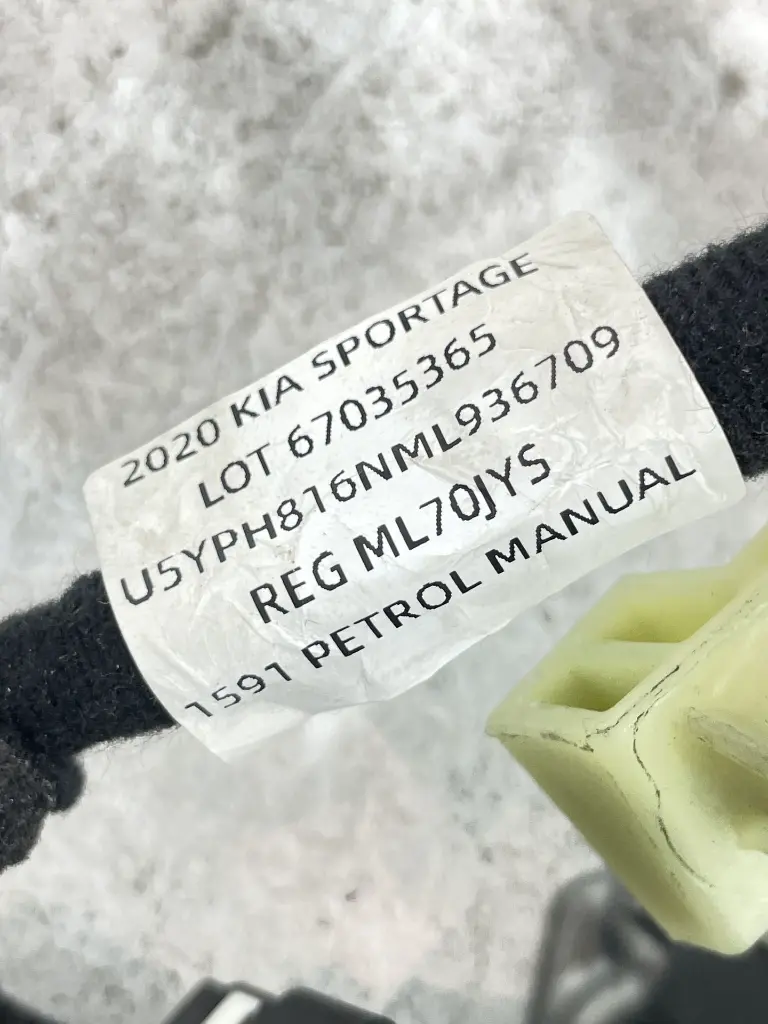 2020 KIA SPORTAGE
LOT 67035365
U5YPH816NML936709
REG ML70JYS
1591 PETROL MANUAL